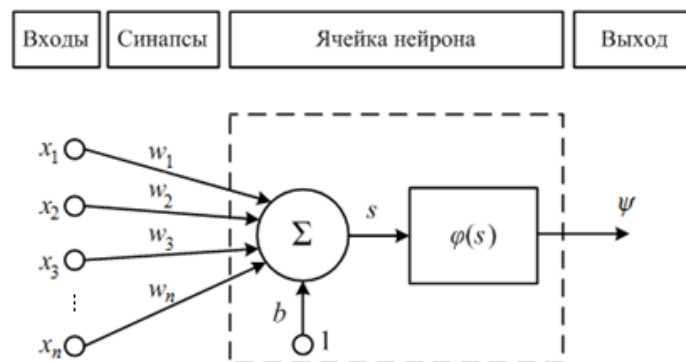 Входы Синапсы Ячейка нейрона Выход
x₁ w₁
x₂ w₂
x₃ w₃
⋮
xₙ wₙ
Σ s φ(s) ψ
b 1